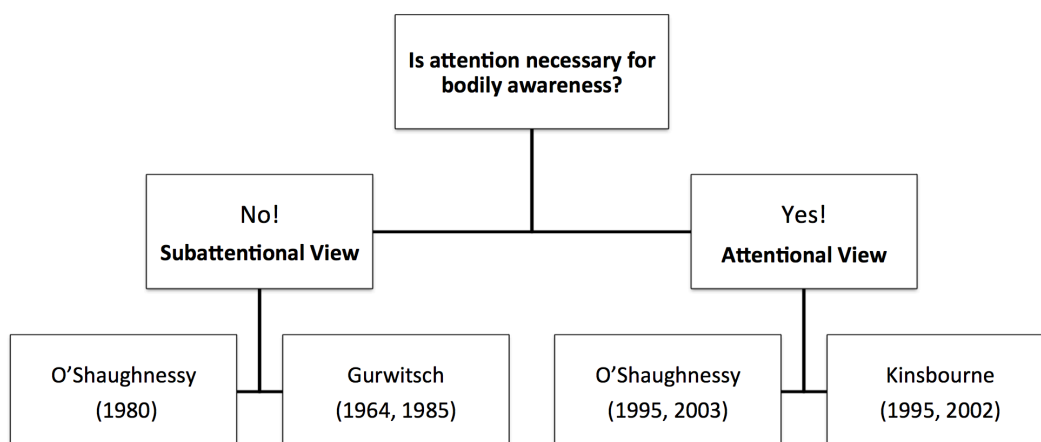 Is attention necessary for
bodily awareness?
No!
Subattentional View
Yes!
Attentional View
O’Shaughnessy
(1980)
Gurwitsch
(1964, 1985)
O’Shaughnessy
(1995, 2003)
Kinsbourne
(1995, 2002)